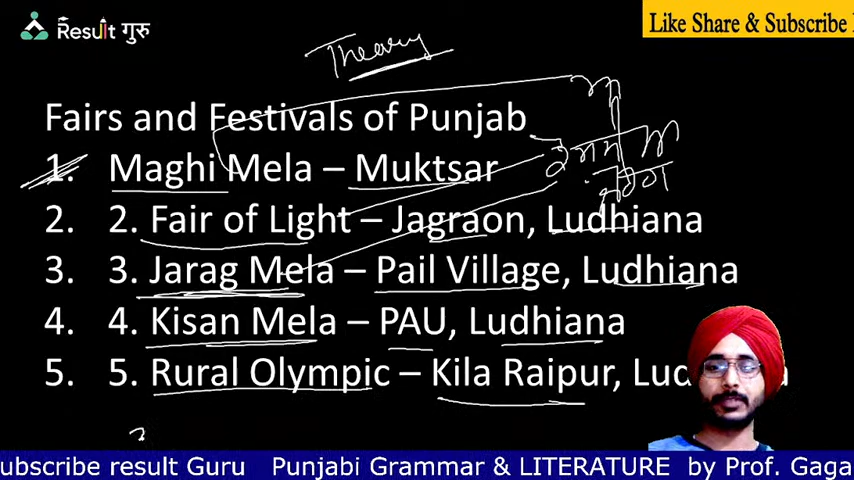 Result गुरु
Like Share & Subscribe
Theory
Fairs and Festivals of Punjab
1. Maghi Mela – Muktsar
2. 2. Fair of Light – Jagraon, Ludhiana
3. 3. Jarag Mela – Pail Village, Ludhiana
4. 4. Kisan Mela – PAU, Ludhiana
5. 5. Rural Olympic – Kila Raipur,
ubscribe result Guru Punjabi Grammar & LITERATURE by Prof. Gaga